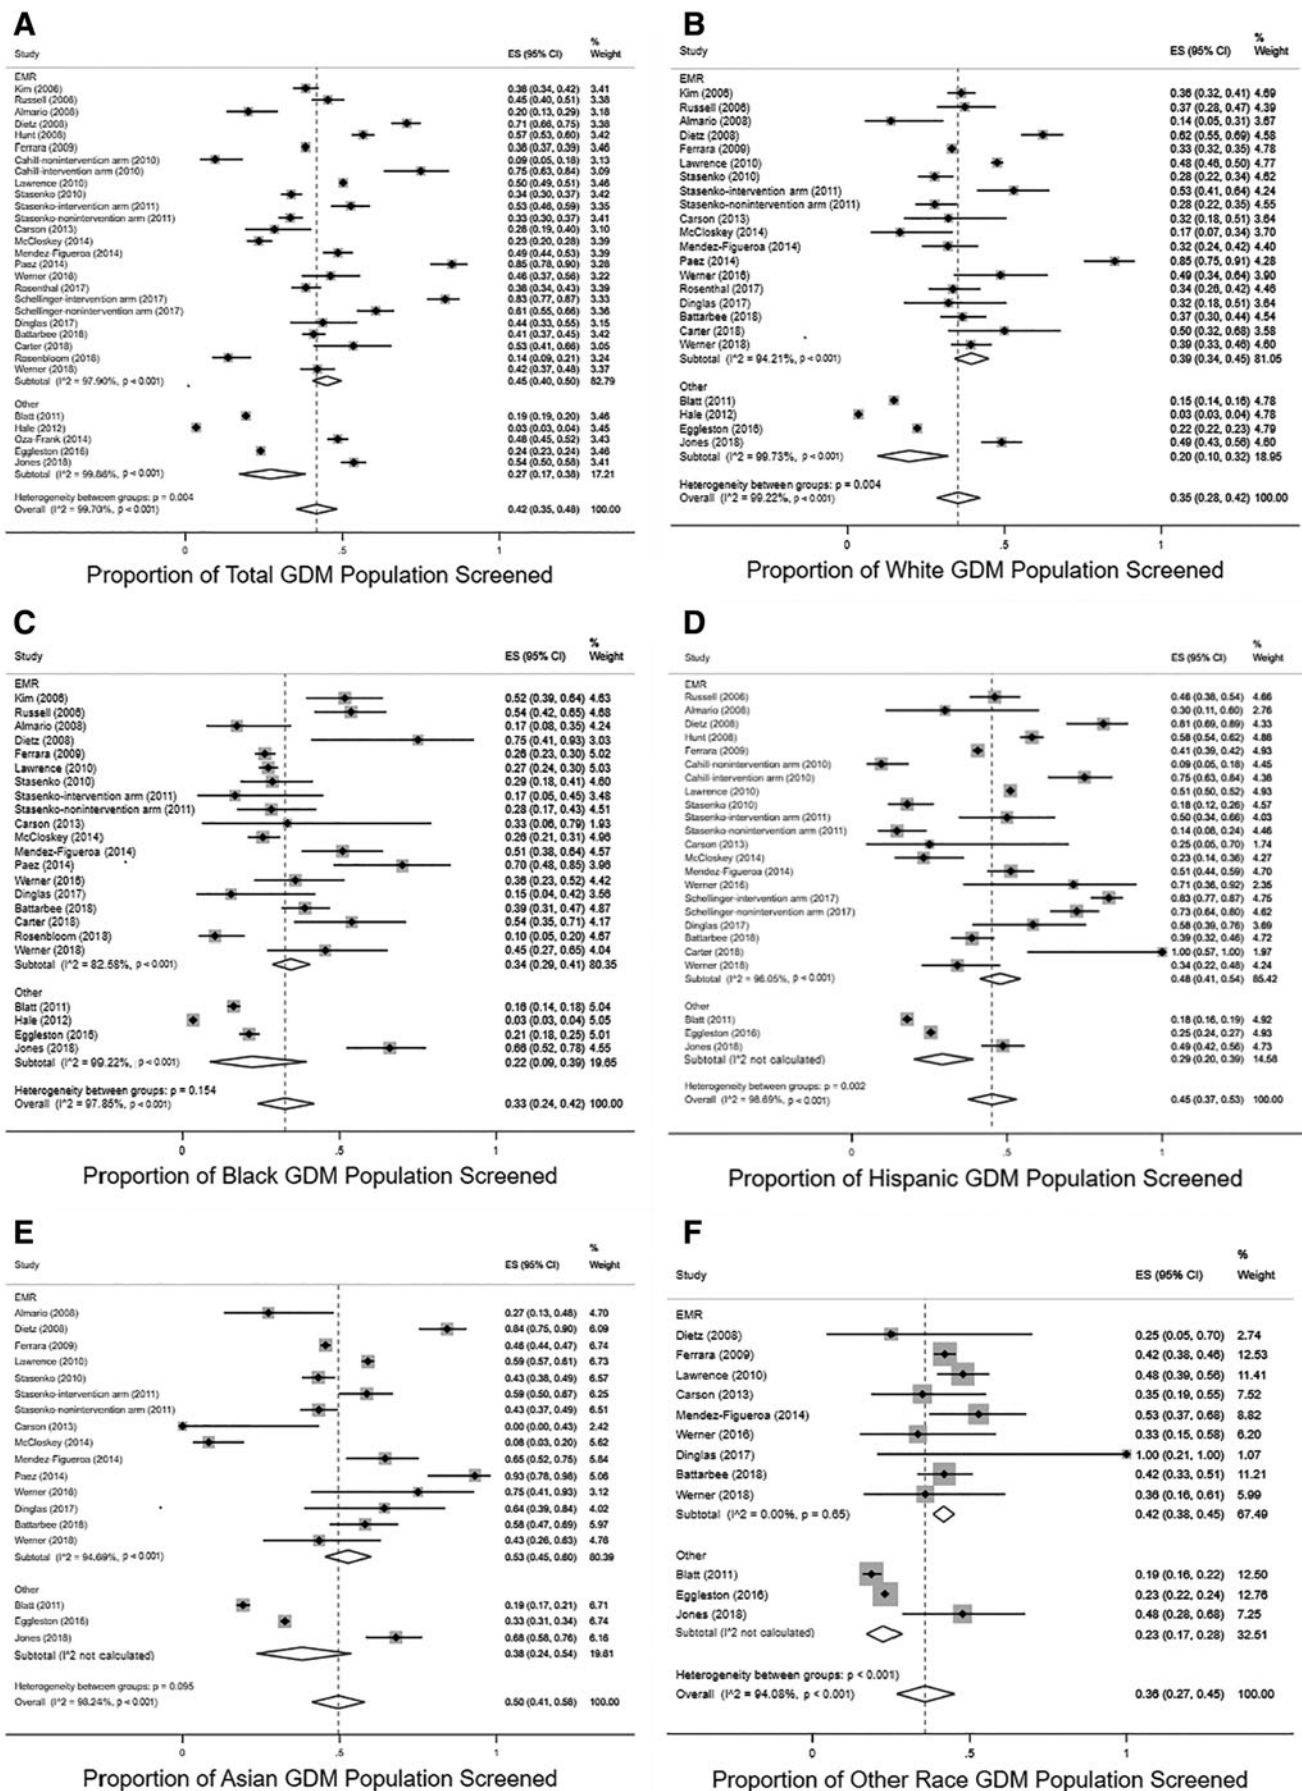 A
Study ES (95% CI) % Weight
EMR
Kim (2006) 0.38 (0.34, 0.42) 3.41
Russell (2006) 0.45 (0.40, 0.51) 3.38
Almario (2008) 0.20 (0.13, 0.29) 3.18
Dietz (2008) 0.71 (0.66, 0.75) 3.38
Hunt (2008) 0.57 (0.53, 0.60) 3.42
Ferrara (2009) 0.38 (0.37, 0.39) 3.46
Cahill-nonintervention arm (2010) 0.09 (0.05, 0.18) 3.13
Cahill-intervention arm (2010) 0.75 (0.63, 0.84) 3.09
Lawrence (2010) 0.50 (0.49, 0.51) 3.46
Stasenko (2010) 0.34 (0.30, 0.37) 3.42
Stasenko-intervention arm (2011) 0.53 (0.46, 0.59) 3.35
Stasenko-nonintervention arm (2011) 0.33 (0.30, 0.37) 3.41
Carson (2013) 0.28 (0.19, 0.40) 3.10
McCloskey (2014) 0.23 (0.20, 0.28) 3.39
Mendez-Figueroa (2014) 0.49 (0.44, 0.53) 3.39
Paez (2014) 0.85 (0.78, 0.90) 3.28
Werner (2016) 0.46 (0.37, 0.56) 3.22
Rosenthal (2017) 0.38 (0.34, 0.43) 3.39
Schellinger-intervention arm (2017) 0.83 (0.77, 0.87) 3.33
Schellinger-nonintervention arm (2017) 0.61 (0.55, 0.66) 3.36
Dinglas (2017) 0.44 (0.33, 0.55) 3.15
Battarbee (2018) 0.41 (0.37, 0.45) 3.42
Carter (2018) 0.53 (0.41, 0.66) 3.05
Rosenbloom (2018) 0.14 (0.09, 0.21) 3.24
Werner (2018) 0.42 (0.37, 0.48) 3.37
Subtotal (I^2 = 97.90%, p < 0.001) 0.45 (0.40, 0.50) 82.79
Other
Blatt (2011) 0.19 (0.19, 0.20) 3.46
Hale (2012) 0.03 (0.03, 0.04) 3.45
Oza-Frank (2014) 0.48 (0.45, 0.52) 3.43
Eggleston (2016) 0.24 (0.23, 0.24) 3.46
Jones (2018) 0.54 (0.50, 0.58) 3.41
Subtotal (I^2 = 99.86%, p < 0.001) 0.27 (0.17, 0.38) 17.21
Heterogeneity between groups: p = 0.004
Overall (I^2 = 99.70%, p < 0.001) 0.42 (0.35, 0.48) 100.00
0 .5 1
Proportion of Total GDM Population Screened
B
Study ES (95% CI) % Weight
EMR
Kim (2006) 0.36 (0.32, 0.41) 4.69
Russell (2006) 0.37 (0.28, 0.47) 4.39
Almario (2008) 0.14 (0.05, 0.31) 3.67
Dietz (2008) 0.62 (0.55, 0.69) 4.58
Ferrara (2009) 0.33 (0.32, 0.35) 4.78
Lawrence (2010) 0.48 (0.46, 0.50) 4.77
Stasenko (2010) 0.28 (0.22, 0.34) 4.62
Stasenko-intervention arm (2011) 0.53 (0.41, 0.64) 4.24
Stasenko-nonintervention arm (2011) 0.28 (0.22, 0.35) 4.55
Carson (2013) 0.32 (0.18, 0.51) 3.64
McCloskey (2014) 0.17 (0.07, 0.34) 3.70
Mendez-Figueroa (2014) 0.32 (0.24, 0.42) 4.40
Paez (2014) 0.85 (0.75, 0.91) 4.28
Werner (2016) 0.49 (0.34, 0.64) 3.90
Rosenthal (2017) 0.34 (0.26, 0.42) 4.46
Dinglas (2017) 0.32 (0.18, 0.51) 3.64
Battarbee (2018) 0.37 (0.30, 0.44) 4.54
Carter (2018) 0.50 (0.32, 0.68) 3.58
Werner (2018) 0.39 (0.33, 0.46) 4.60
Subtotal (I^2 = 94.21%, p < 0.001) 0.39 (0.34, 0.45) 81.05
Other
Blatt (2011) 0.15 (0.14, 0.16) 4.78
Hale (2012) 0.03 (0.03, 0.04) 4.78
Eggleston (2016) 0.22 (0.22, 0.23) 4.79
Jones (2018) 0.49 (0.43, 0.56) 4.60
Subtotal (I^2 = 99.73%, p < 0.001) 0.20 (0.10, 0.32) 18.95
Heterogeneity between groups: p = 0.004
Overall (I^2 = 99.22%, p < 0.001) 0.35 (0.28, 0.42) 100.00
0 .5 1
Proportion of White GDM Population Screened
C
Study ES (95% CI) % Weight
EMR
Kim (2006) 0.52 (0.39, 0.64) 4.63
Russell (2006) 0.54 (0.42, 0.65) 4.68
Almario (2008) 0.17 (0.08, 0.35) 4.24
Dietz (2008) 0.75 (0.41, 0.93) 3.03
Ferrara (2009) 0.26 (0.23, 0.30) 5.02
Lawrence (2010) 0.27 (0.24, 0.30) 5.03
Stasenko (2010) 0.29 (0.18, 0.41) 4.60
Stasenko-intervention arm (2011) 0.17 (0.05, 0.45) 3.48
Stasenko-nonintervention arm (2011) 0.28 (0.17, 0.43) 4.51
Carson (2013) 0.33 (0.06, 0.79) 1.93
McCloskey (2014) 0.26 (0.21, 0.31) 4.96
Mendez-Figueroa (2014) 0.51 (0.38, 0.64) 4.57
Paez (2014) 0.70 (0.48, 0.85) 3.96
Werner (2016) 0.36 (0.23, 0.52) 4.42
Dinglas (2017) 0.15 (0.04, 0.42) 3.56
Battarbee (2018) 0.39 (0.31, 0.47) 4.87
Carter (2018) 0.54 (0.35, 0.71) 4.17
Rosenbloom (2018) 0.10 (0.05, 0.20) 4.67
Werner (2018) 0.45 (0.27, 0.65) 4.04
Subtotal (I^2 = 82.58%, p < 0.001) 0.34 (0.29, 0.41) 80.35
Other
Blatt (2011) 0.16 (0.14, 0.18) 5.04
Hale (2012) 0.03 (0.03, 0.04) 5.05
Eggleston (2016) 0.21 (0.18, 0.25) 5.01
Jones (2018) 0.66 (0.52, 0.78) 4.55
Subtotal (I^2 = 99.22%, p < 0.001) 0.22 (0.09, 0.39) 19.65
Heterogeneity between groups: p = 0.154
Overall (I^2 = 97.85%, p < 0.001) 0.33 (0.24, 0.42) 100.00
0 .5 1
Proportion of Black GDM Population Screened
D
Study ES (95% CI) % Weight
EMR
Russell (2006) 0.46 (0.38, 0.54) 4.66
Almario (2008) 0.30 (0.11, 0.60) 2.76
Dietz (2008) 0.81 (0.69, 0.89) 4.33
Hunt (2008) 0.58 (0.54, 0.62) 4.86
Ferrara (2009) 0.41 (0.39, 0.42) 4.93
Cahill-nonintervention arm (2010) 0.09 (0.05, 0.18) 4.45
Cahill-intervention arm (2010) 0.75 (0.63, 0.84) 4.36
Lawrence (2010) 0.51 (0.50, 0.52) 4.93
Stasenko (2010) 0.18 (0.12, 0.26) 4.57
Stasenko-intervention arm (2011) 0.50 (0.34, 0.66) 4.03
Stasenko-nonintervention arm (2011) 0.14 (0.08, 0.24) 4.46
Carson (2013) 0.25 (0.05, 0.70) 1.74
McCloskey (2014) 0.23 (0.14, 0.36) 4.27
Mendez-Figueroa (2014) 0.51 (0.44, 0.59) 4.70
Werner (2016) 0.71 (0.36, 0.92) 2.35
Schellinger-intervention arm (2017) 0.83 (0.77, 0.87) 4.75
Schellinger-nonintervention arm (2017) 0.73 (0.64, 0.80) 4.62
Dinglas (2017) 0.58 (0.39, 0.76) 3.69
Battarbee (2018) 0.39 (0.32, 0.46) 4.72
Carter (2018) 1.00 (0.57, 1.00) 1.97
Werner (2018) 0.34 (0.22, 0.48) 4.24
Subtotal (I^2 = 96.05%, p < 0.001) 0.48 (0.41, 0.54) 85.42
Other
Blatt (2011) 0.18 (0.16, 0.19) 4.92
Eggleston (2016) 0.25 (0.24, 0.27) 4.93
Jones (2018) 0.49 (0.42, 0.56) 4.73
Subtotal (I^2 not calculated) 0.29 (0.20, 0.39) 14.58
Heterogeneity between groups: p = 0.002
Overall (I^2 = 98.69%, p < 0.001) 0.45 (0.37, 0.53) 100.00
0 .5 1
Proportion of Hispanic GDM Population Screened
E
Study ES (95% CI) % Weight
EMR
Almario (2008) 0.27 (0.13, 0.48) 4.70
Dietz (2008) 0.84 (0.75, 0.90) 6.09
Ferrara (2009) 0.46 (0.44, 0.47) 6.74
Lawrence (2010) 0.59 (0.57, 0.61) 6.73
Stasenko (2010) 0.43 (0.38, 0.49) 6.57
Stasenko-intervention arm (2011) 0.59 (0.50, 0.67) 6.25
Stasenko-nonintervention arm (2011) 0.43 (0.37, 0.49) 6.51
Carson (2013) 0.00 (0.00, 0.43) 2.42
McCloskey (2014) 0.08 (0.03, 0.20) 5.62
Mendez-Figueroa (2014) 0.65 (0.52, 0.75) 5.84
Paez (2014) 0.93 (0.78, 0.98) 5.06
Werner (2016) 0.75 (0.41, 0.93) 3.12
Dinglas (2017) 0.64 (0.39, 0.84) 4.02
Battarbee (2018) 0.58 (0.47, 0.69) 5.97
Werner (2018) 0.43 (0.26, 0.63) 4.76
Subtotal (I^2 = 94.69%, p < 0.001) 0.53 (0.45, 0.60) 80.39
Other
Blatt (2011) 0.19 (0.17, 0.21) 6.71
Eggleston (2016) 0.33 (0.31, 0.34) 6.74
Jones (2018) 0.68 (0.58, 0.76) 6.16
Subtotal (I^2 not calculated) 0.38 (0.24, 0.54) 19.61
Heterogeneity between groups: p = 0.095
Overall (I^2 = 98.24%, p < 0.001) 0.50 (0.41, 0.58) 100.00
0 .5 1
Proportion of Asian GDM Population Screened
F
Study ES (95% CI) % Weight
EMR
Dietz (2008) 0.25 (0.05, 0.70) 2.74
Ferrara (2009) 0.42 (0.38, 0.46) 12.53
Lawrence (2010) 0.48 (0.39, 0.56) 11.41
Carson (2013) 0.35 (0.19, 0.55) 7.52
Mendez-Figueroa (2014) 0.53 (0.37, 0.68) 8.82
Werner (2016) 0.33 (0.15, 0.58) 6.20
Dinglas (2017) 1.00 (0.21, 1.00) 1.07
Battarbee (2018) 0.42 (0.33, 0.51) 11.21
Werner (2018) 0.36 (0.16, 0.61) 5.99
Subtotal (I^2 = 0.00%, p = 0.65) 0.42 (0.38, 0.45) 67.49
Other
Blatt (2011) 0.19 (0.16, 0.22) 12.50
Eggleston (2016) 0.23 (0.22, 0.24) 12.76
Jones (2018) 0.48 (0.28, 0.68) 7.25
Subtotal (I^2 not calculated) 0.23 (0.17, 0.28) 32.51
Heterogeneity between groups: p < 0.001)
Overall (I^2 = 94.08%, p < 0.001) 0.36 (0.27, 0.45) 100.00
0 .5 1
Proportion of Other Race GDM Population Screened